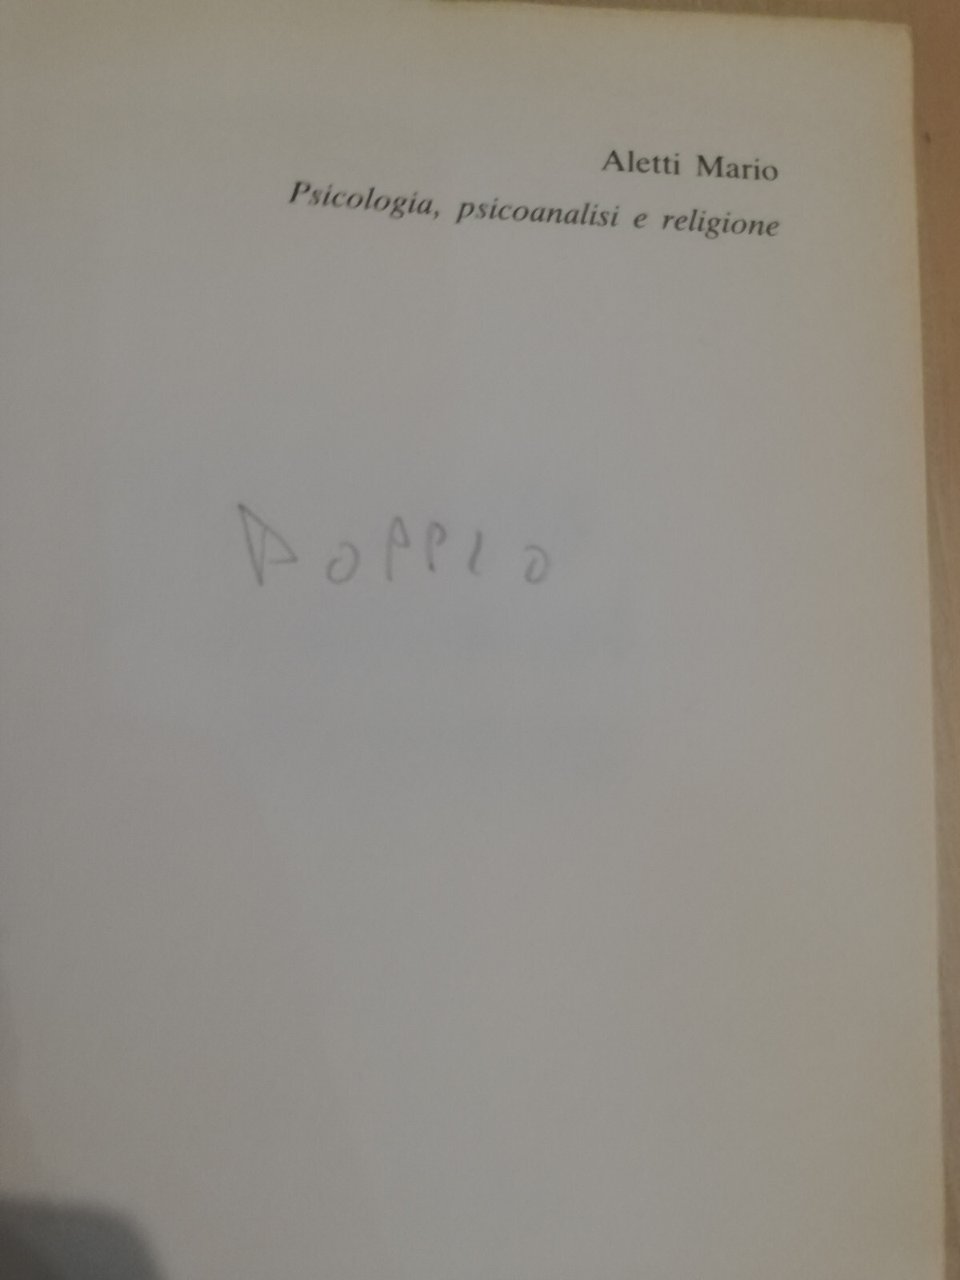 Aletti Mario
Psicologia, psicoanalisi e religione
DOPPIO